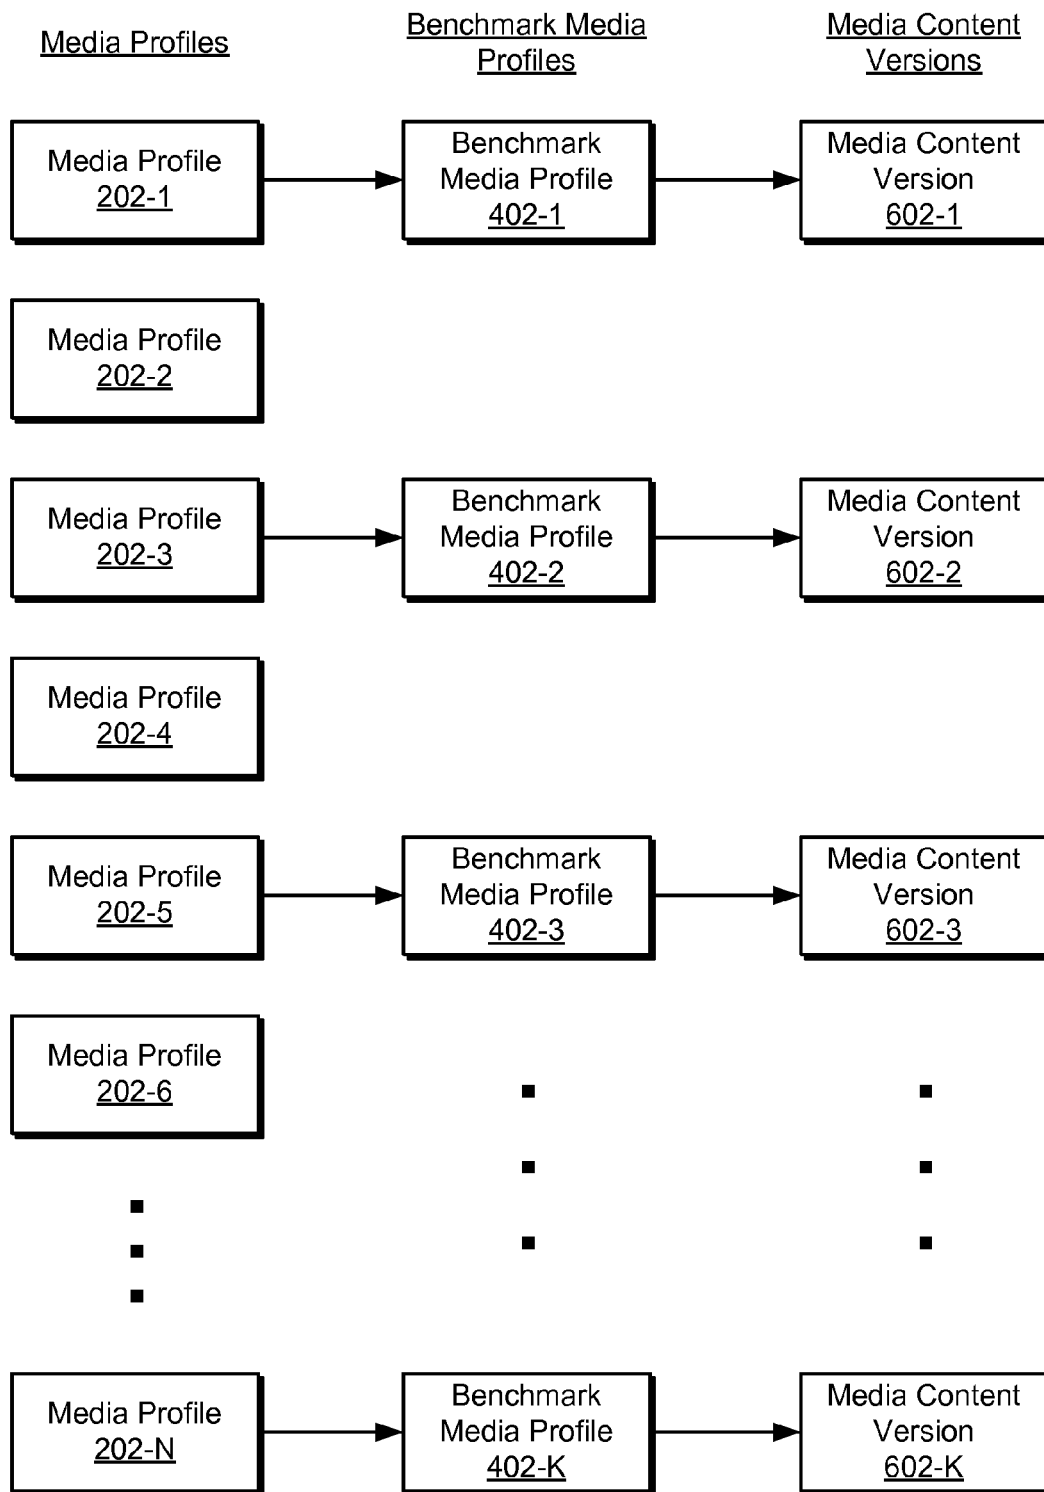 Media Profiles
Benchmark Media
Profiles
Media Content
Versions
Media Profile
202-1
Benchmark
Media Profile
402-1
Media Content
Version
602-1
Media Profile
202-2
Media Profile
202-3
Benchmark
Media Profile
402-2
Media Content
Version
602-2
Media Profile
202-4
Media Profile
202-5
Benchmark
Media Profile
402-3
Media Content
Version
602-3
Media Profile
202-6
Media Profile
202-N
Benchmark
Media Profile
402-K
Media Content
Version
602-K